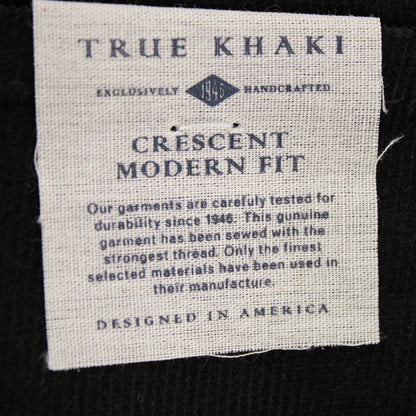 TRUE KHAKI
EXCLUSIVELY 1946 HANDCRAFTED
CRESCENT
MODERN FIT
Our garments are carefuly tested for
durability since 1946. This gunuine
garment has been sewed with the
strongest thread. Only the finest
selected materials have been used in
their manufacture.
DESIGNED IN AMERICA